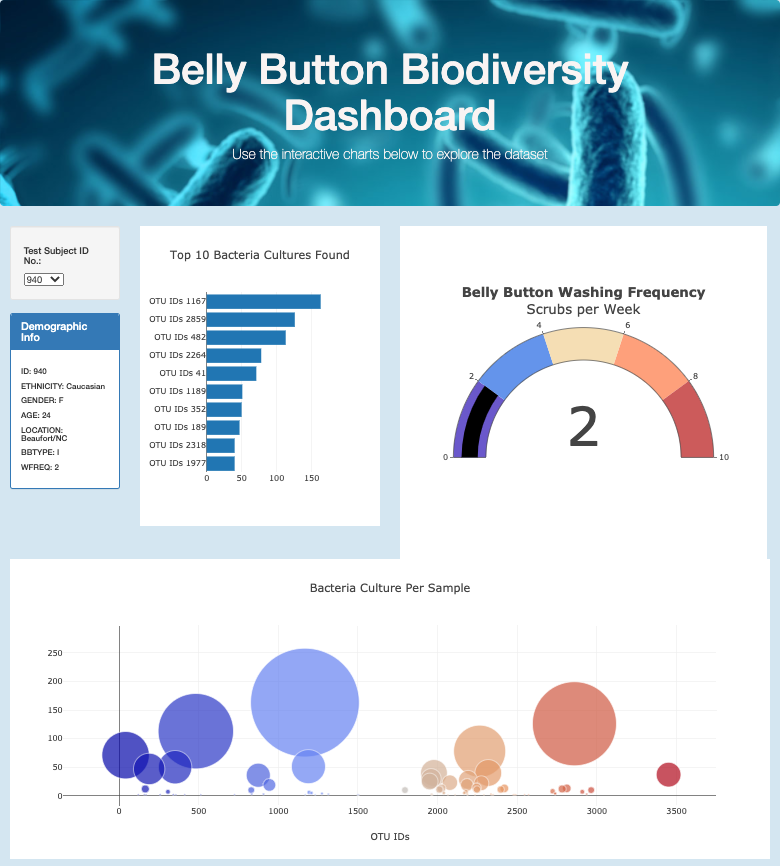 Belly Button Biodiversity
Dashboard
Use the interactive charts below to explore the dataset
Test Subject ID
No.:
940
Demographic
Info
ID: 940
ETHNICITY: Caucasian
GENDER: F
AGE: 24
LOCATION:
Beaufort/NC
BBTYPE: I
WFREQ: 2
Top 10 Bacteria Cultures Found
OTU IDs 1167
OTU IDs 2859
OTU IDs 482
OTU IDs 2264
OTU IDs 41
OTU IDs 1189
OTU IDs 352
OTU IDs 189
OTU IDs 2318
OTU IDs 1977
0 50 100 150
Belly Button Washing Frequency
Scrubs per Week
0
2
4
6
8
10
2
Bacteria Culture Per Sample
250
200
150
100
50
0
0 500 1000 1500 2000 2500 3000 3500
OTU IDs